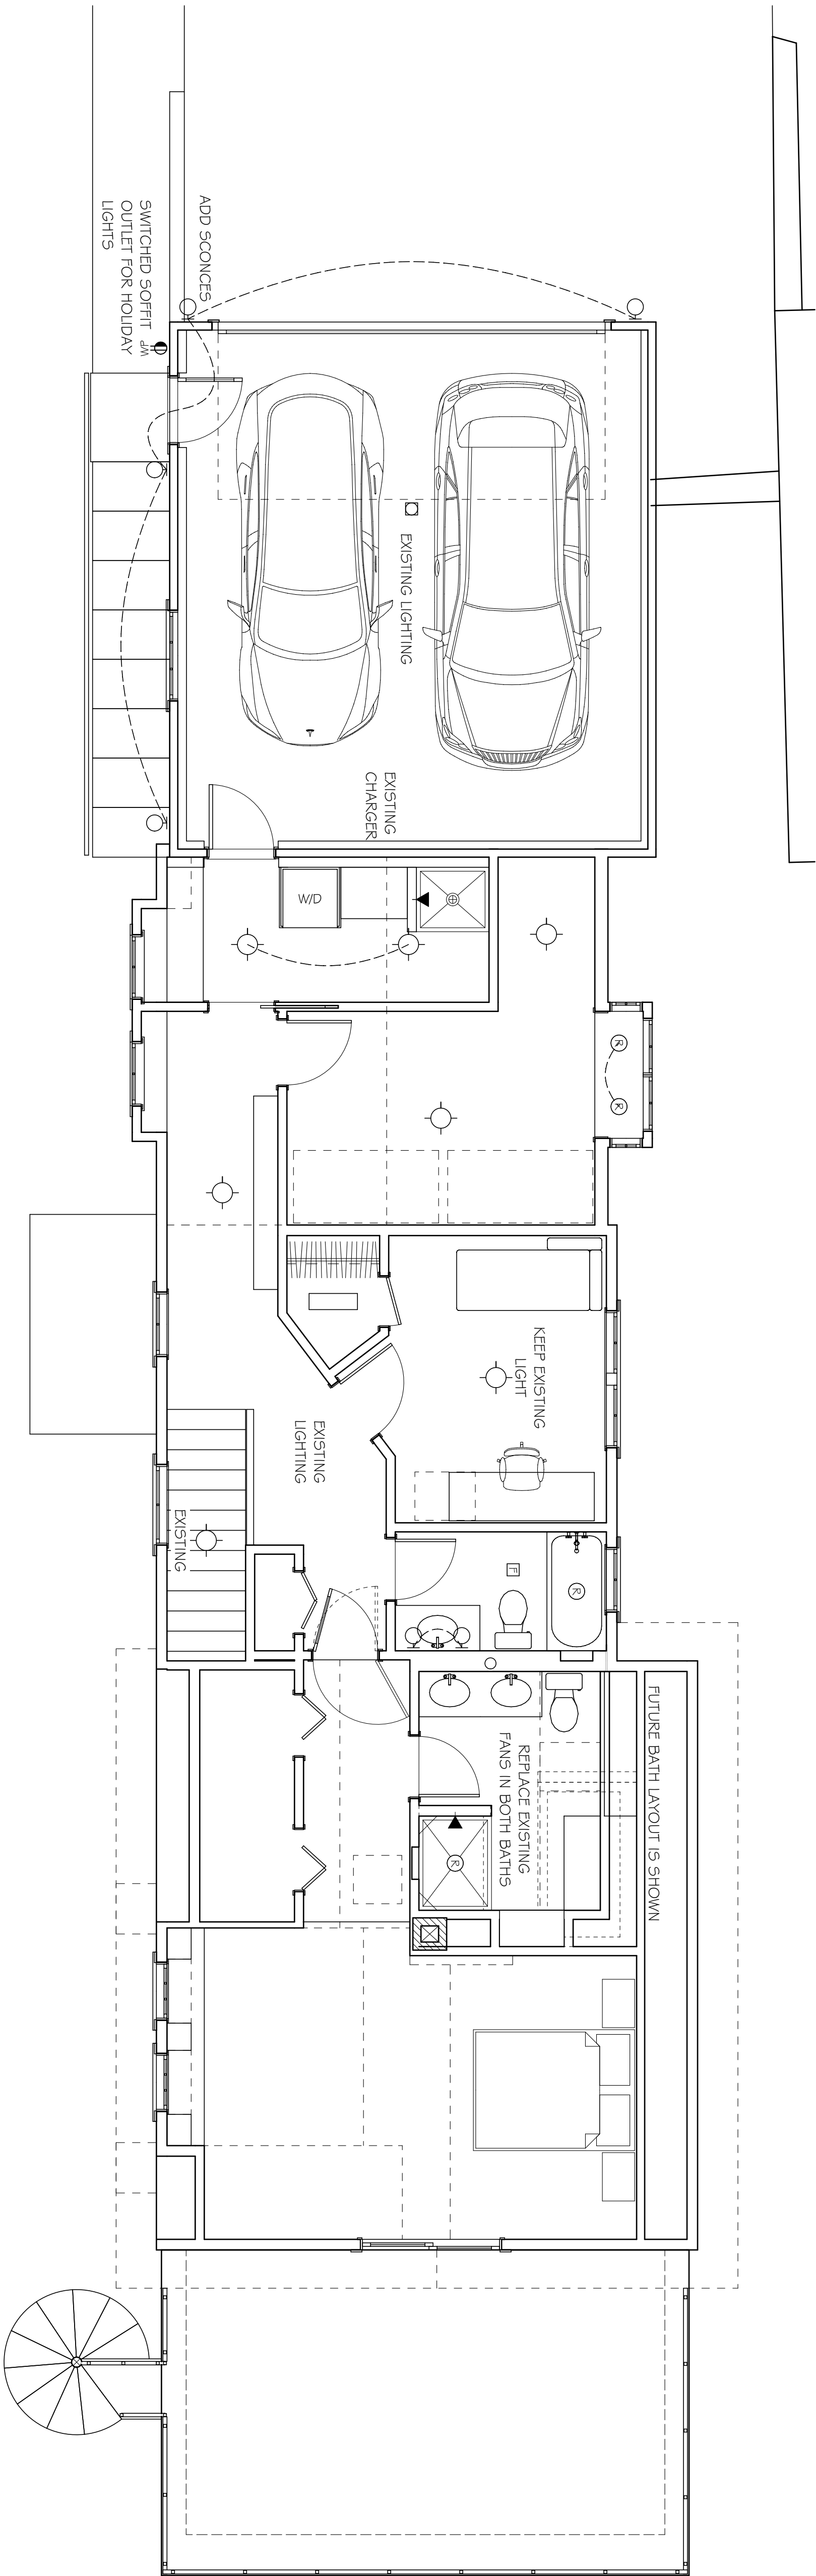 ADD SCONCES
SWITCHED SOFFIT
OUTLET FOR HOLIDAY
LIGHTS
WP
EXISTING LIGHTING
EXISTING
CHARGER
W/D
R
R
KEEP EXISTING
LIGHT
EXISTING
LIGHTING
EXISTING
F
R
FUTURE BATH LAYOUT IS SHOWN
REPLACE EXISTING
FANS IN BOTH BATHS
R